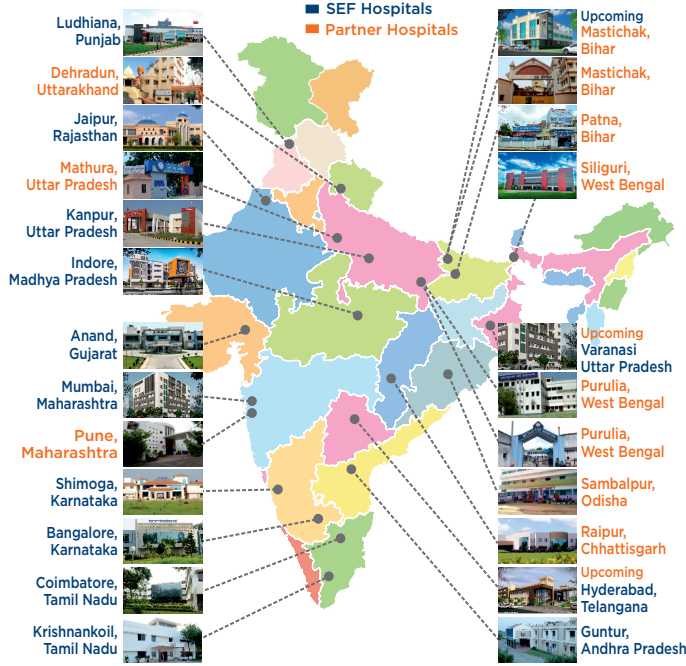 SEF Hospitals
Partner Hospitals
Ludhiana,
Punjab
Dehradun,
Uttarakhand
Jaipur,
Rajasthan
Mathura,
Uttar Pradesh
Kanpur,
Uttar Pradesh
Indore,
Madhya Pradesh
Anand,
Gujarat
Mumbai,
Maharashtra
Pune,
Maharashtra
Shimoga,
Karnataka
Bangalore,
Karnataka
Coimbatore,
Tamil Nadu
Krishnankoil,
Tamil Nadu
Upcoming
Mastichak,
Bihar
Mastichak,
Bihar
Patna,
Bihar
Siliguri,
West Bengal
Upcoming
Varanasi
Uttar Pradesh
Purulia,
West Bengal
Purulia,
West Bengal
Sambalpur,
Odisha
Raipur,
Chhattisgarh
Upcoming
Hyderabad,
Telangana
Guntur,
Andhra Pradesh